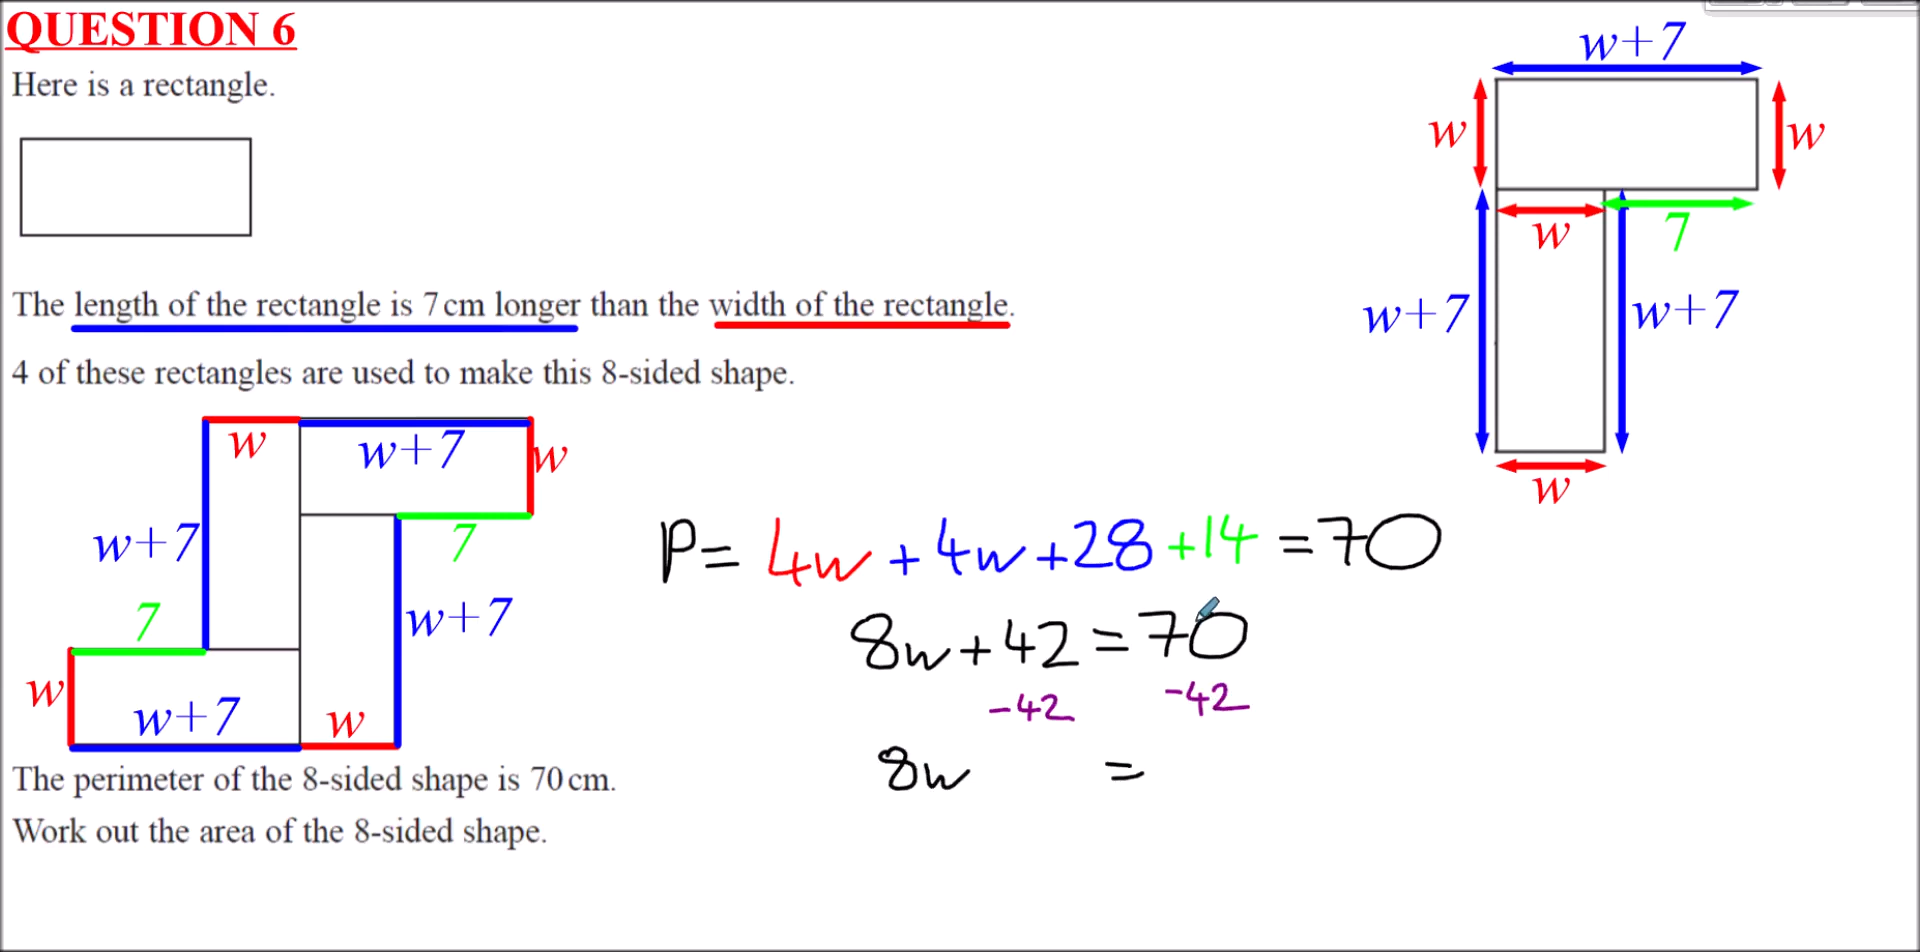 QUESTION 6
Here is a rectangle.
The length of the rectangle is 7 cm longer than the width of the rectangle.
4 of these rectangles are used to make this 8-sided shape.
w
w+7
w
w+7
7
7
w+7
w
w+7
w
The perimeter of the 8-sided shape is 70 cm.
Work out the area of the 8-sided shape.
w+7
w
w
w
7
w+7
w+7
w
P= 4w +4w+28 +14 =70
8w+42=70
-42 -42
8w =